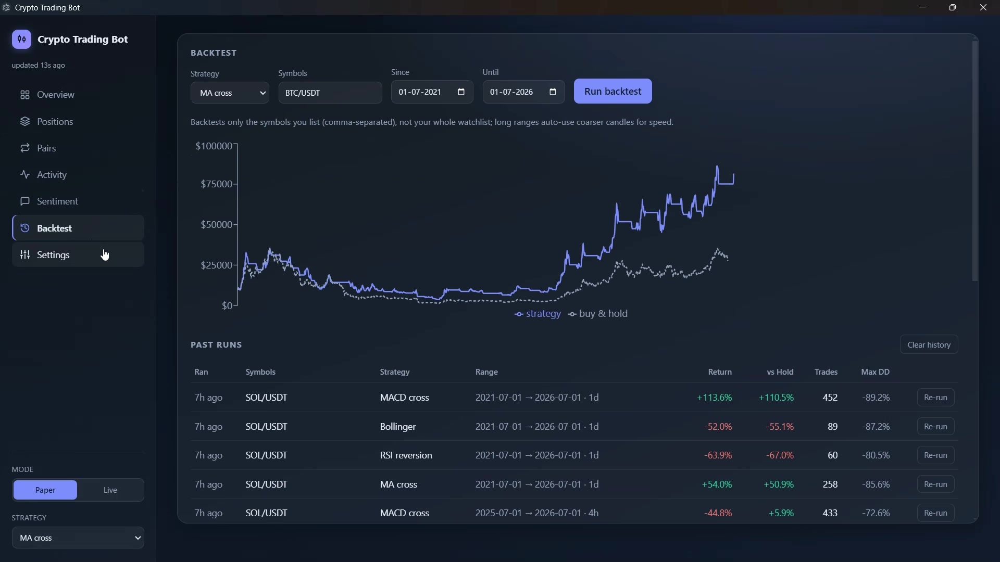 Crypto Trading Bot
Crypto Trading Bot
updated 13s ago
Overview
Positions
Pairs
Activity
Sentiment
Backtest
Settings
MODE
Paper Live
STRATEGY
MA cross
BACKTEST
Strategy Symbols Since Until
MA cross BTC/USDT 01-07-2021 01-07-2026 Run backtest
Backtests only the symbols you list (comma-separated), not your whole watchlist; long ranges auto-use coarser candles for speed.
$100000
$75000
$50000
$25000
$0
strategy buy & hold
PAST RUNS Clear history
Ran Symbols Strategy Range Return vs Hold Trades Max DD
7h ago SOL/USDT MACD cross 2021-07-01 → 2026-07-01 · 1d +113.6% +110.5% 452 -89.2% Re-run
7h ago SOL/USDT Bollinger 2021-07-01 → 2026-07-01 · 1d -52.0% -55.1% 89 -87.2% Re-run
7h ago SOL/USDT RSI reversion 2021-07-01 → 2026-07-01 · 1d -63.9% -67.0% 60 -80.5% Re-run
7h ago SOL/USDT MA cross 2021-07-01 → 2026-07-01 · 1d +54.0% +50.9% 258 -85.6% Re-run
7h ago SOL/USDT MACD cross 2025-07-01 → 2026-07-01 · 4h -44.8% +5.9% 433 -72.6% Re-run